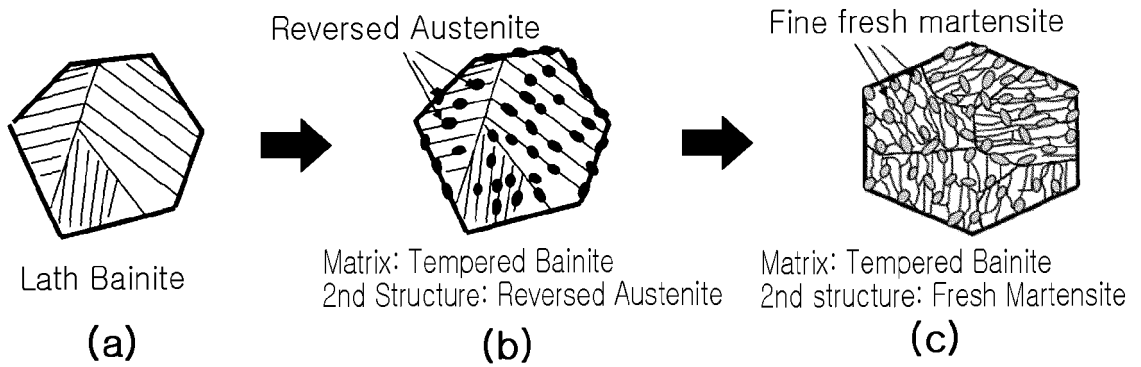 Reversed Austenite
Fine fresh martensite
Lath Bainite
Matrix: Tempered Bainite
2nd Structure: Reversed Austenite
Matrix: Tempered Bainite
2nd structure: Fresh Martensite
(a)
(b)
(c)